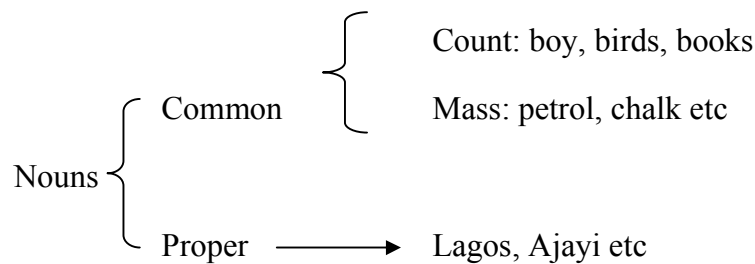 Count: boy, birds, books
Common
Mass: petrol, chalk etc
Nouns
Proper
Lagos, Ajayi etc